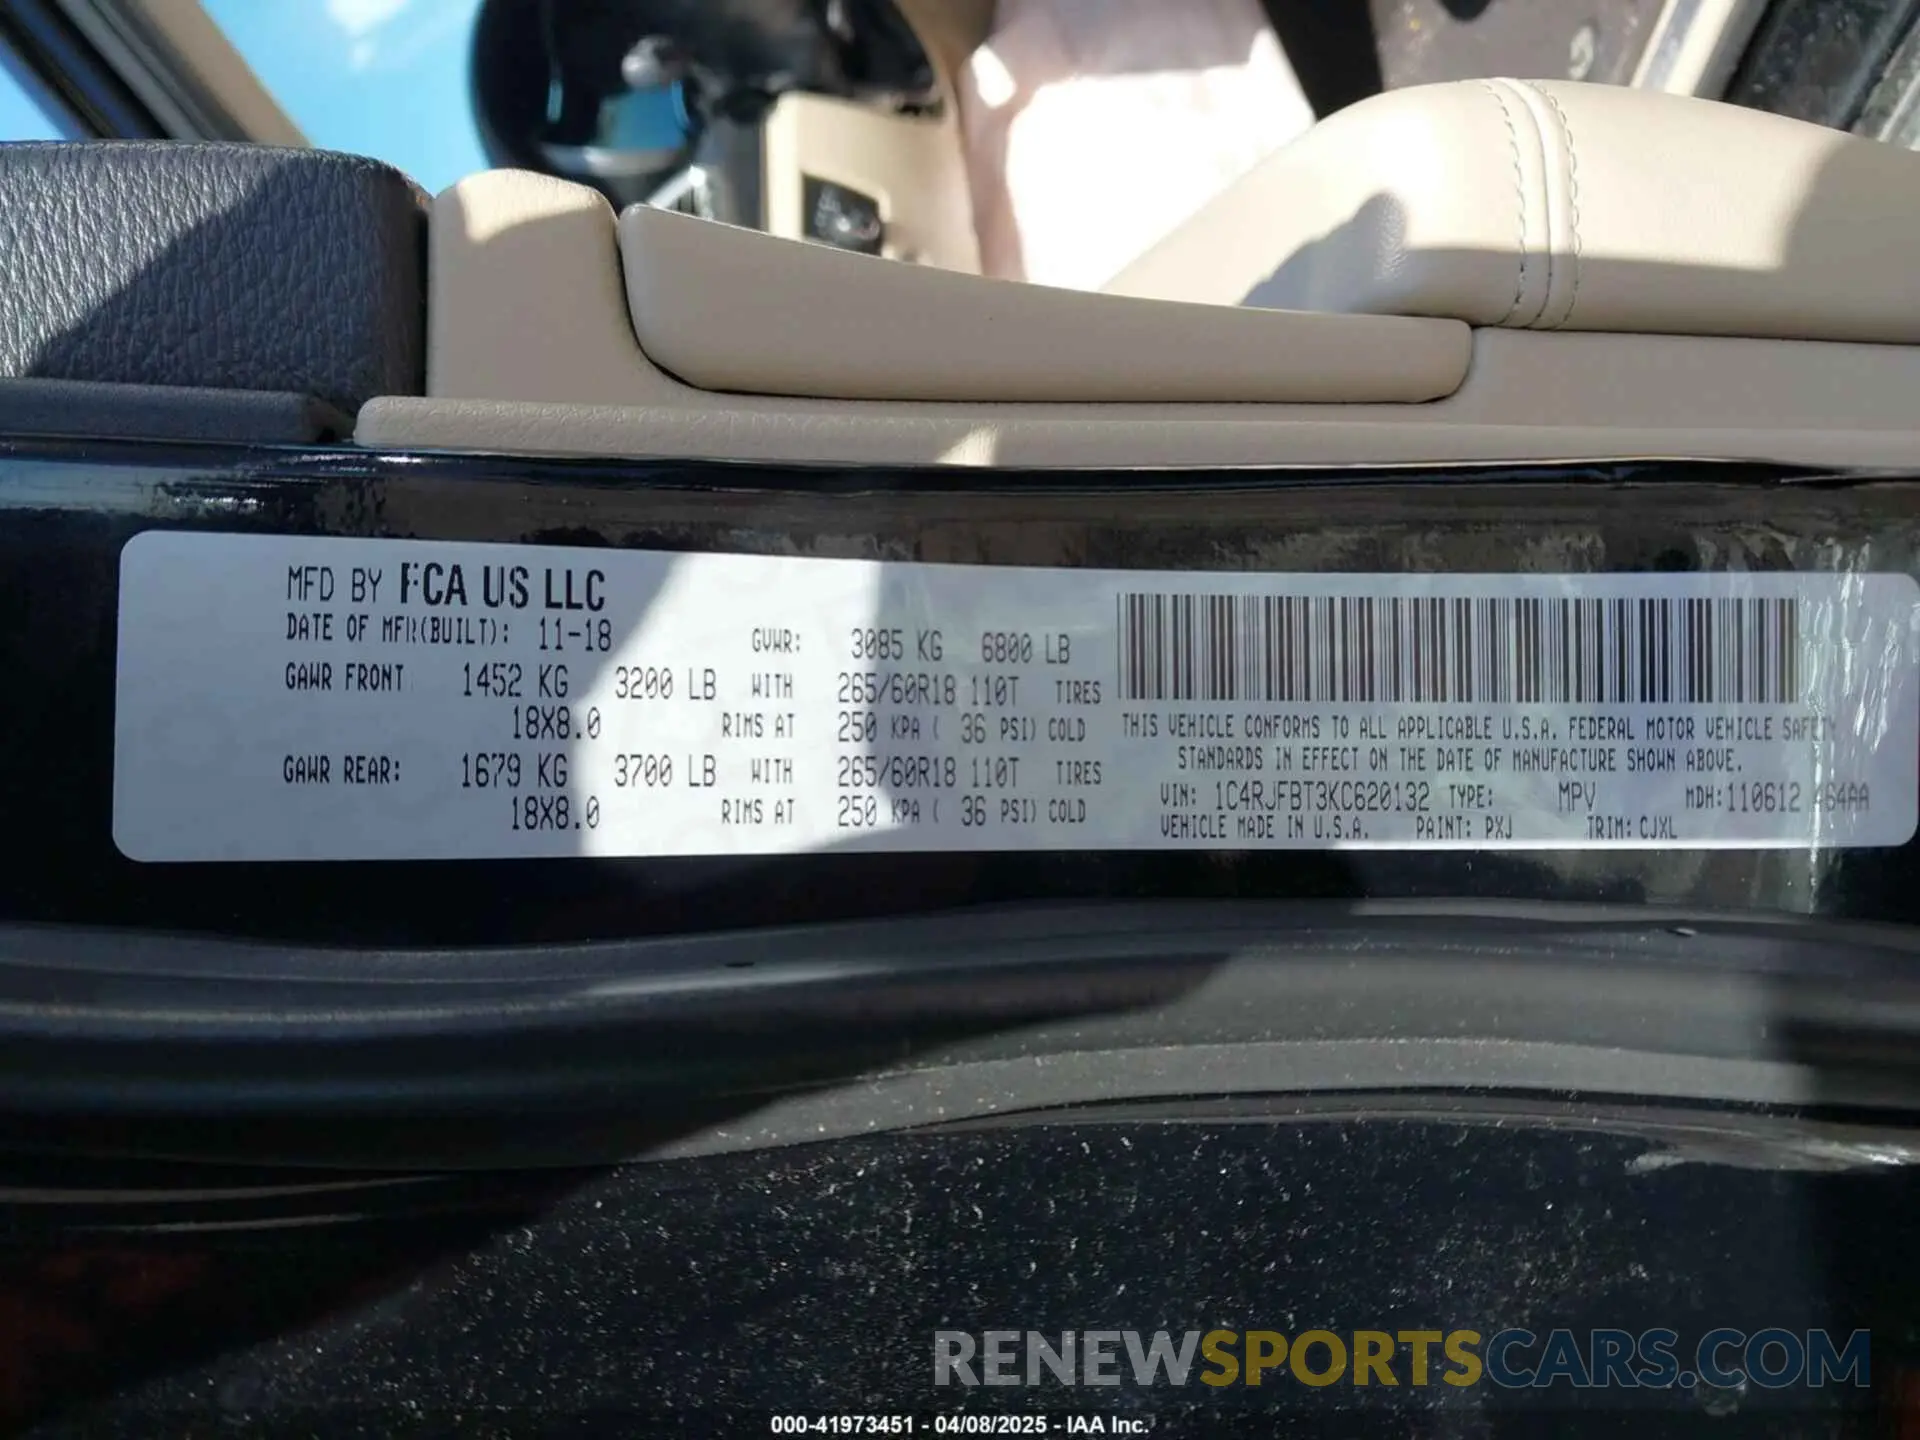 MFD BY FCA US LLC
DATE OF MFR(BUILT): 11-18 GVWR: 3085 KG 6800 LB
GAWR FRONT 1452 KG 3200 LB WITH 265/60R18 110T TIRES
18X8.0 RIMS AT 250 KPA ( 36 PSI) COLD
GAWR REAR: 1679 KG 3700 LB WITH 265/60R18 110T TIRES
18X8.0 RIMS AT 250 KPA ( 36 PSI) COLD
THIS VEHICLE CONFORMS TO ALL APPLICABLE U.S.A. FEDERAL MOTOR VEHICLE SAFETY
STANDARDS IN EFFECT ON THE DATE OF MANUFACTURE SHOWN ABOVE.
VIN: 1C4RJFBT3KC620132 TYPE: MPV MDH: 110612
VEHICLE MADE IN U.S.A. PAINT: PXJ TRIM: CJXL
RENEWSPORTSCARS.COM
000-41973451 - 04/08/2025 - IAA Inc.